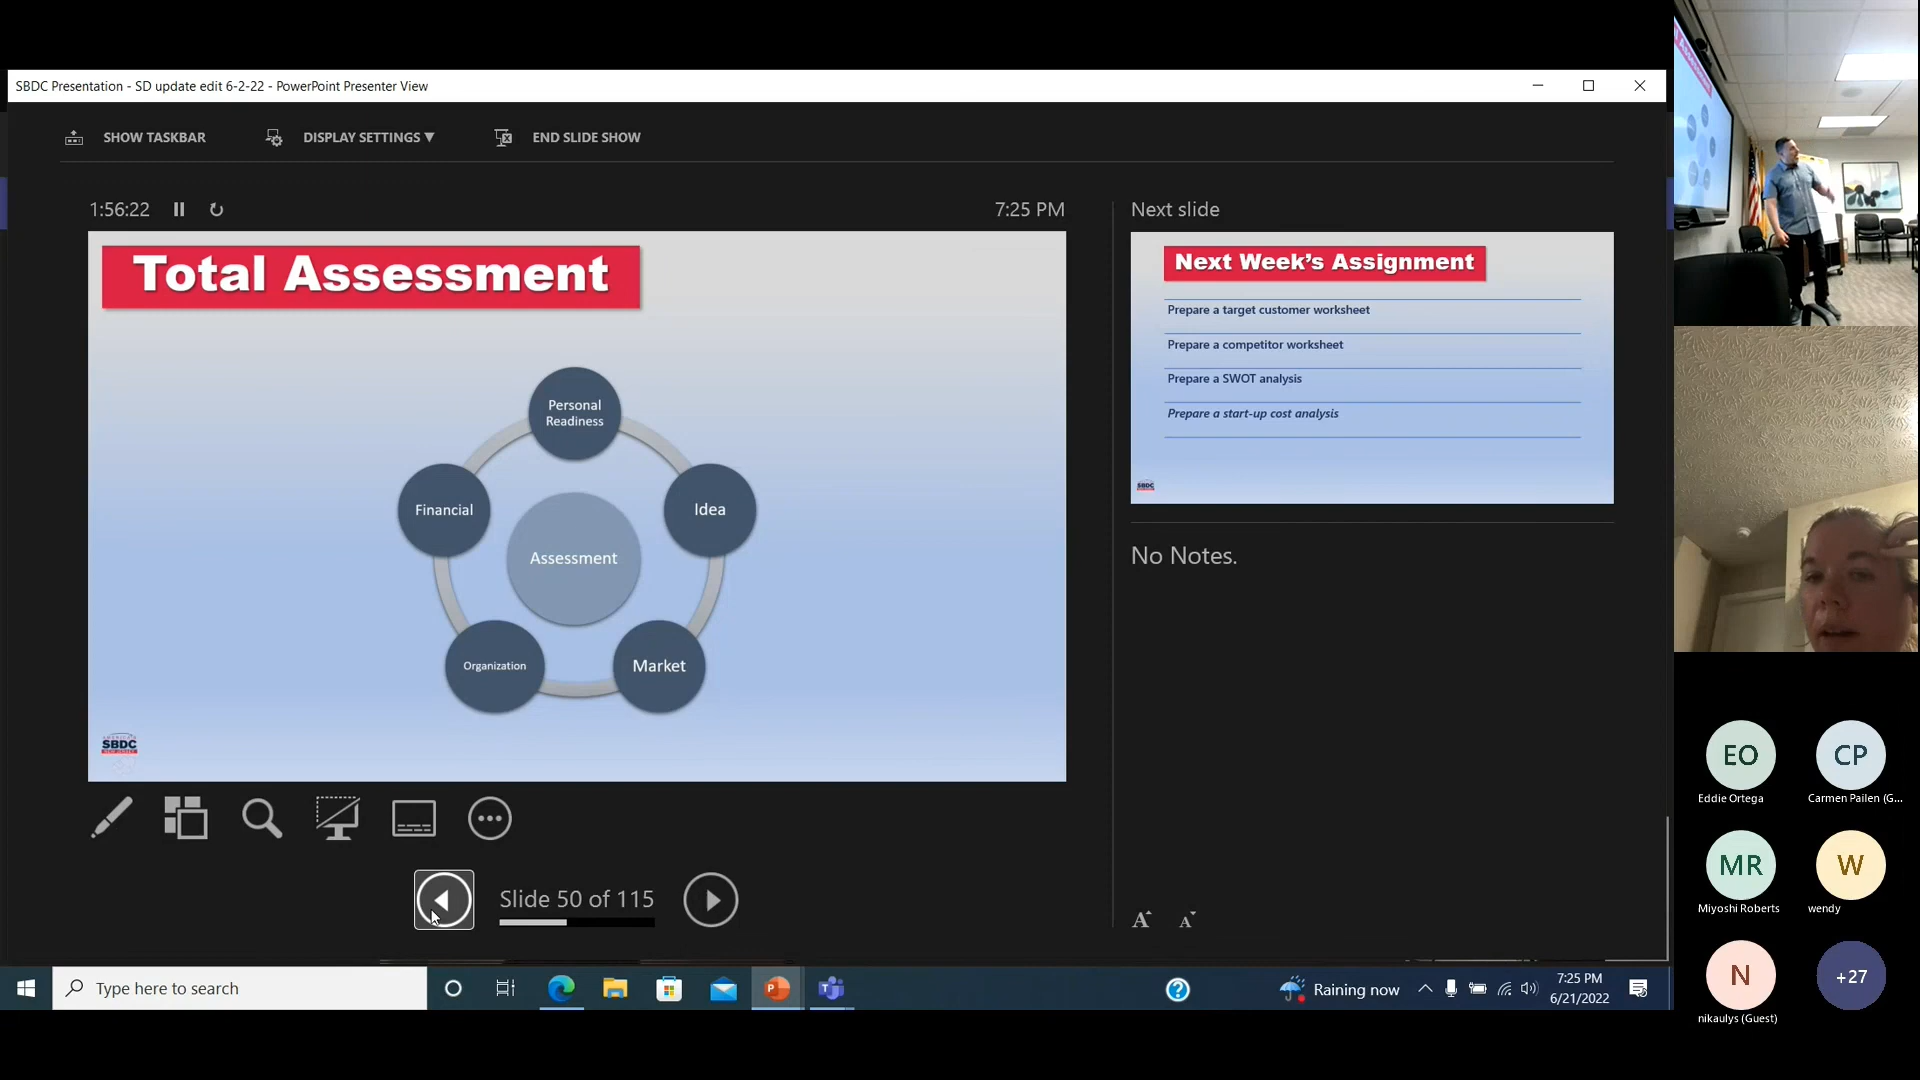 SBDC Presentation - SD update edit 6-2-22 - PowerPoint Presenter View
SHOW TASKBAR
DISPLAY SETTINGS ▼
END SLIDE SHOW
1:56:22
7:25 PM
Total Assessment
Personal
Readiness
Financial
Idea
Assessment
Organization
Market
SBDC
Next slide
Next Week's Assignment
Prepare a target customer worksheet
Prepare a competitor worksheet
Prepare a SWOT analysis
Prepare a start-up cost analysis
SBDC
No Notes.
Slide 50 of 115
A
A
EO
Eddie Ortega
CP
Carmen Pailen (G...
MR
Miyoshi Roberts
W
wendy
N
nikaulys (Guest)
+27
Type here to search
Raining now
7:25 PM
6/21/2022